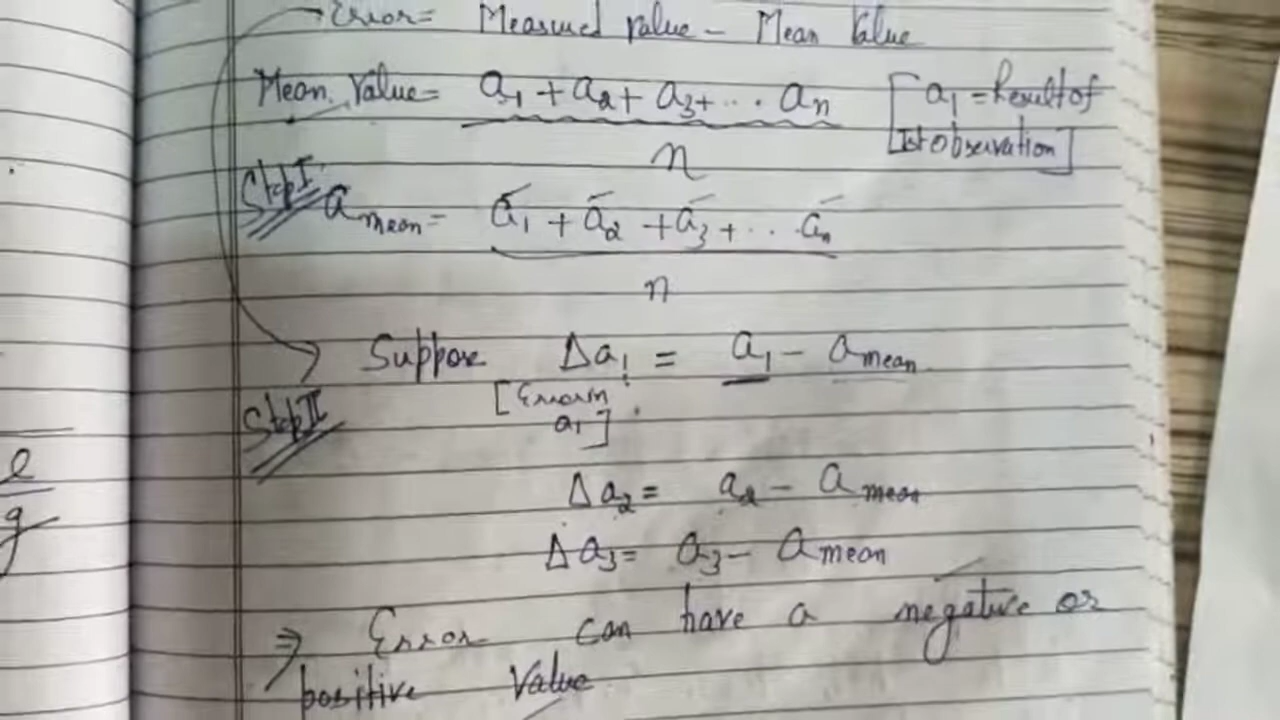 Error = Measured value - Mean Value
Mean Value = a1 + a2 + a3 + ... an [a1 = Result of
n Ist Observation]
Step I a mean = a1 + a2 + a3 + ... an
n
Suppose Δa1 = a1 - a mean
Step II [Error in
a1]
Δa2 = a2 - a mean
Δa3 = a3 - a mean
⇒ Error can have a negative or
positive Value
l
g